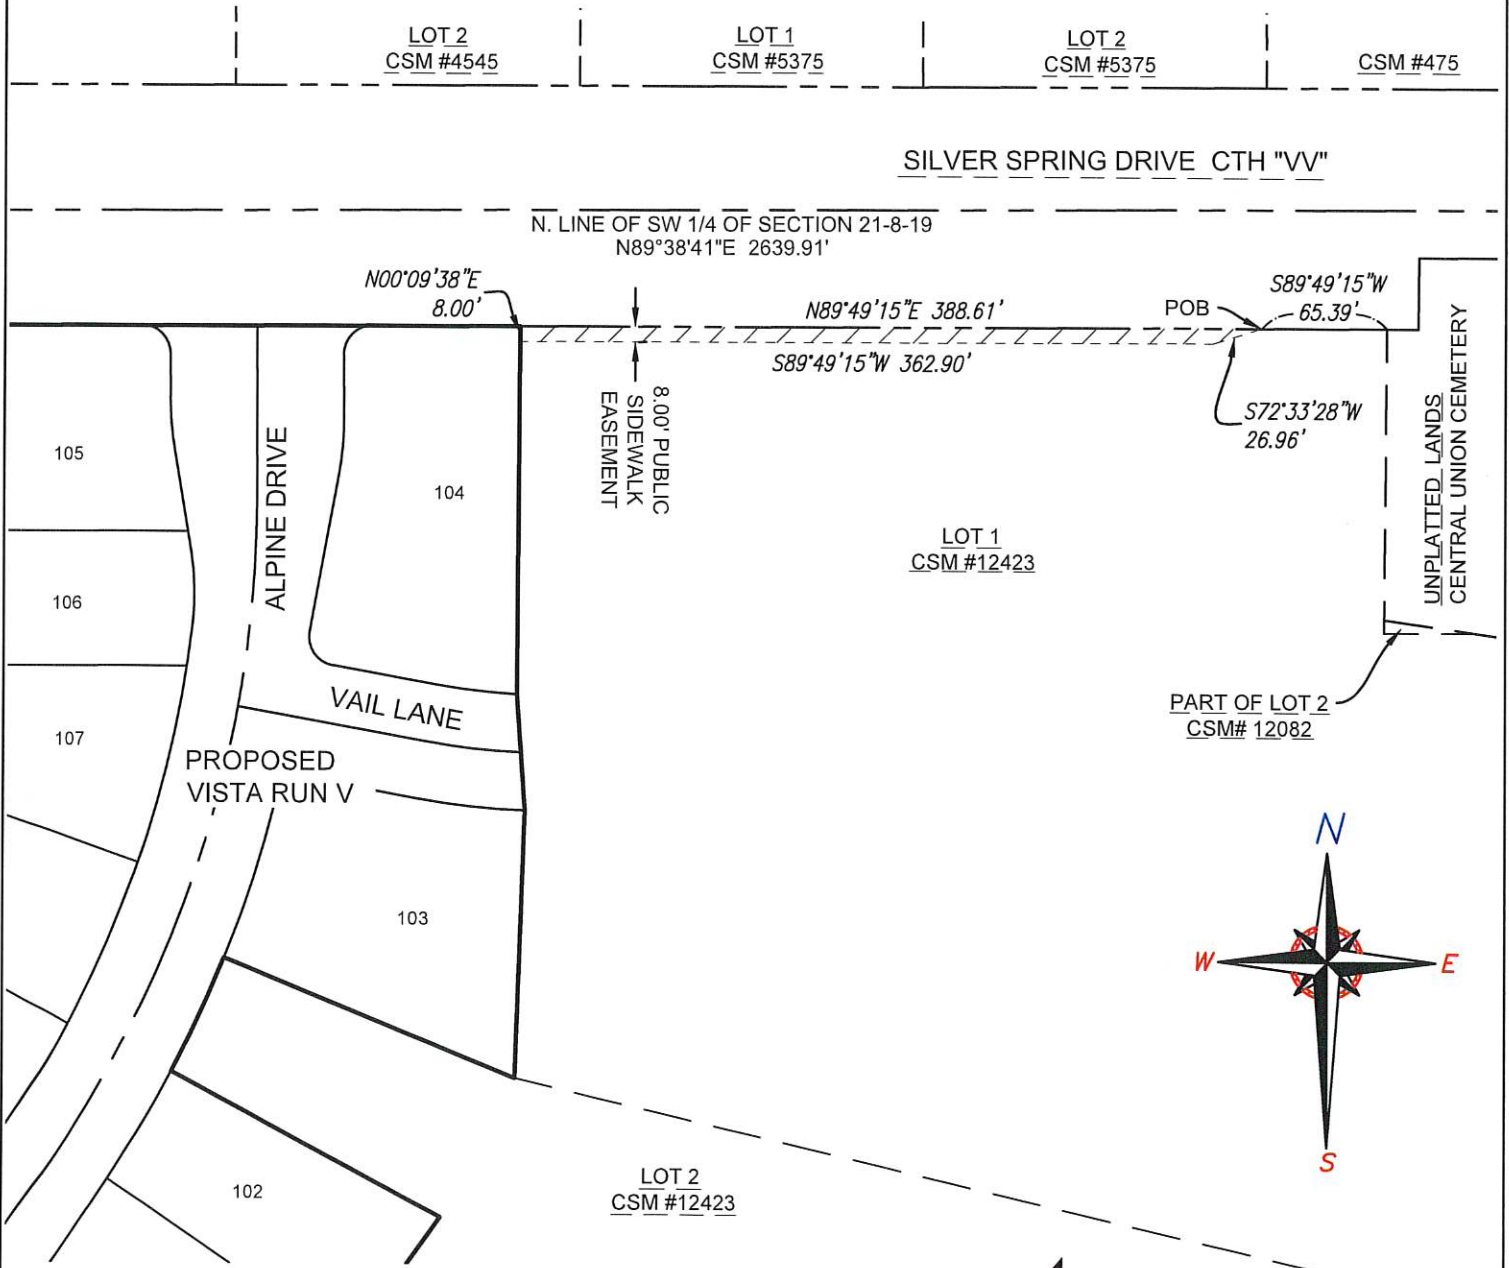 LOT 2
CSM #4545
LOT 1
CSM #5375
LOT 2
CSM #5375
CSM #475
SILVER SPRING DRIVE CTH "VV"
N. LINE OF SW 1/4 OF SECTION 21-8-19
N89°38'41"E 2639.91'
N00°09'38"E
8.00'
N89°49'15"E 388.61'
POB
S89°49'15"W
65.39'
S89°49'15"W 362.90'
S72°33'28"W
26.96'
8.00' PUBLIC
SIDEWALK
EASEMENT
UNPLATTED LANDS
CENTRAL UNION CEMETERY
105
ALPINE DRIVE
104
LOT 1
CSM #12423
106
VAIL LANE
PART OF LOT 2
CSM# 12082
107
PROPOSED
VISTA RUN V
103
N
W
E
S
102
LOT 2
CSM #12423